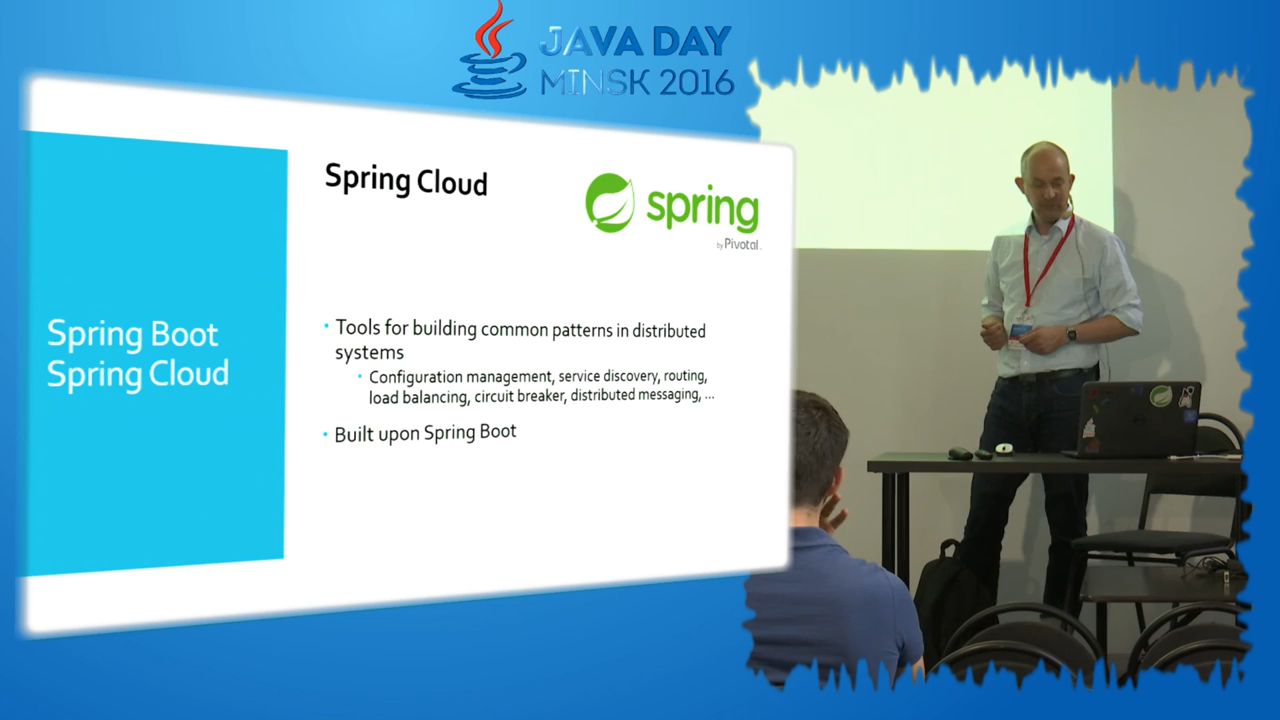 JAVA DAY
MINSK 2016
Spring Cloud
spring
by Pivotal.
Spring Boot
Spring Cloud
• Tools for building common patterns in distributed
systems
• Configuration management, service discovery, routing,
load balancing, circuit breaker, distributed messaging, ...
• Built upon Spring Boot